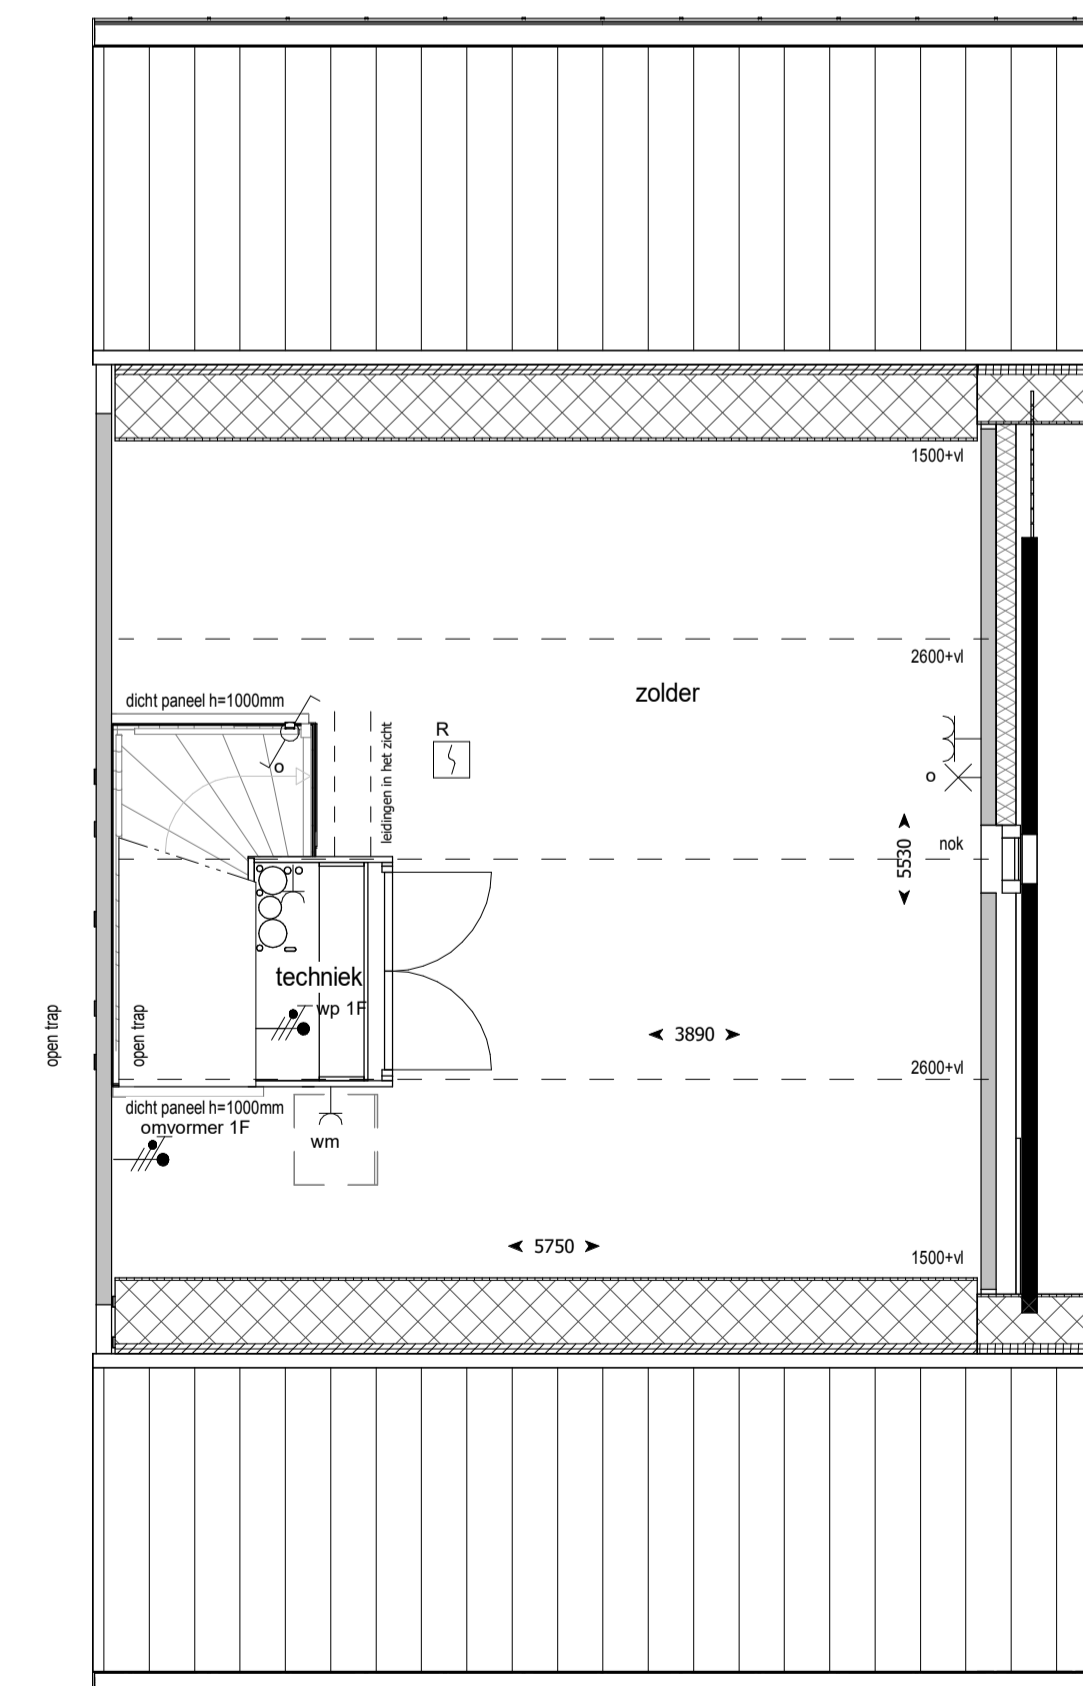 1500+vl
2600+vl
zolder
dicht paneel h=1000mm
R
leidingen in het zicht
o
o
nok
5530
techniek
wp 1F
open trap
open trap
3890
2600+vl
dicht paneel h=1000mm
omvormer 1F
wm
5750
1500+vl